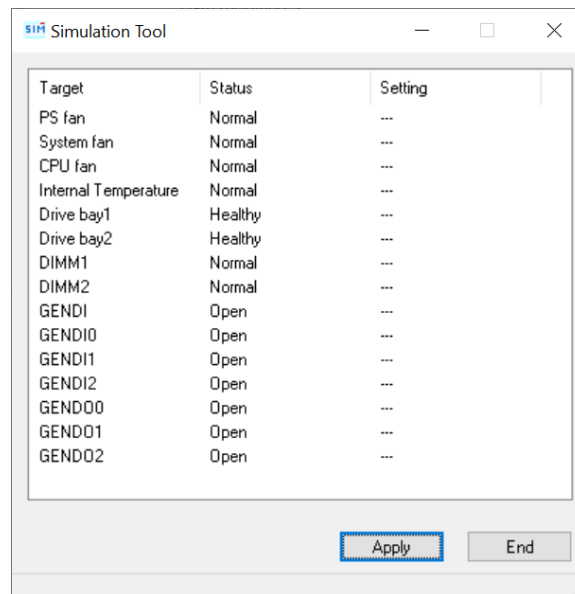 SIM Simulation Tool
Target Status Setting
PS fan Normal ---
System fan Normal ---
CPU fan Normal ---
Internal Temperature Normal ---
Drive bay1 Healthy ---
Drive bay2 Healthy ---
DIMM1 Normal ---
DIMM2 Normal ---
GENDI Open ---
GENDI0 Open ---
GENDI1 Open ---
GENDI2 Open ---
GENDO0 Open ---
GENDO1 Open ---
GENDO2 Open ---
Apply End